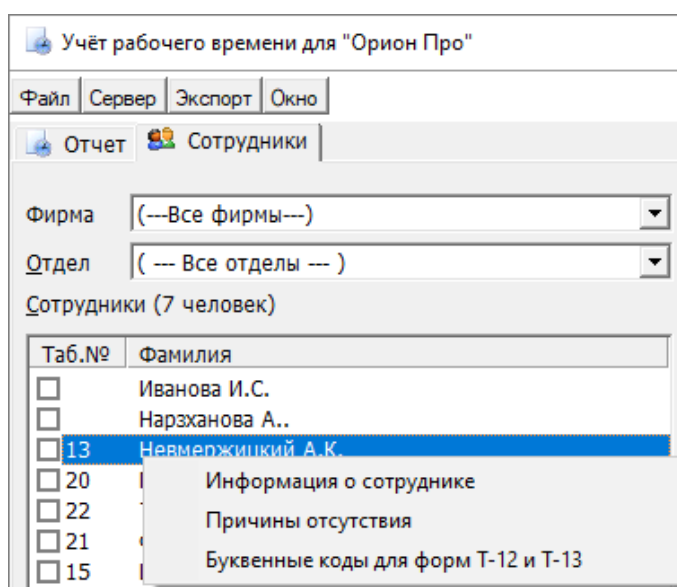 Учёт рабочего времени для "Орион Про"
Файл Сервер Экспорт Окно
Отчет Сотрудники
Фирма (---Все фирмы---)
Отдел ( --- Все отделы --- )
Сотрудники (7 человек)
Таб.№ Фамилия
Иванова И.С.
Нарзханова А..
13 Невмержицкий А.К.
20
Информация о сотруднике
22
Причины отсутствия
21
Буквенные коды для форм Т-12 и Т-13
15